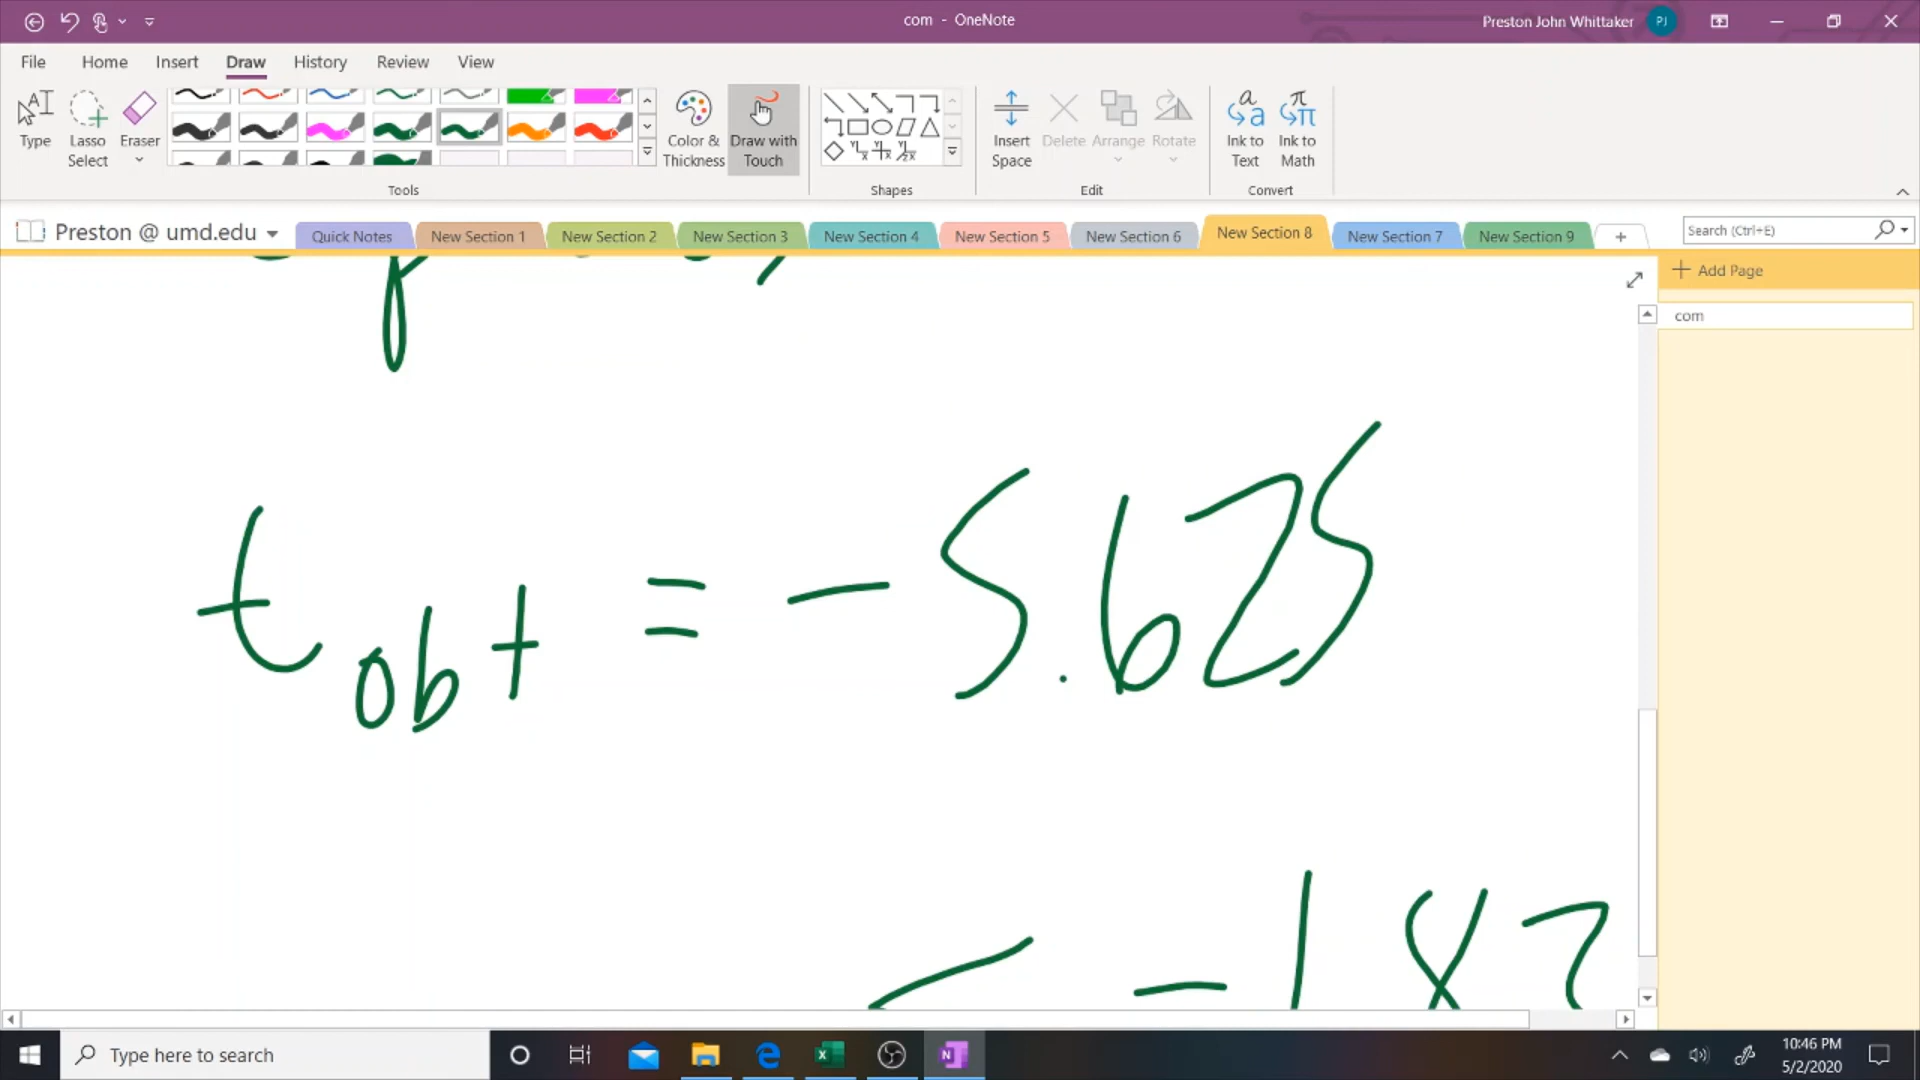 com - OneNote
Preston John Whittaker PJ
File Home Insert Draw History Review View
Type
Lasso Select
Eraser
Color & Thickness
Draw with Touch
Insert Space
Delete
Arrange
Rotate
Ink to Text
Ink to Math
Tools
Shapes
Edit
Convert
Preston @ umd.edu
Quick Notes New Section 1 New Section 2 New Section 3 New Section 4 New Section 5 New Section 6 New Section 8 New Section 7 New Section 9
Search (Ctrl+E)
Add Page
com
t obt = - 5.625
Type here to search
10:46 PM
5/2/2020